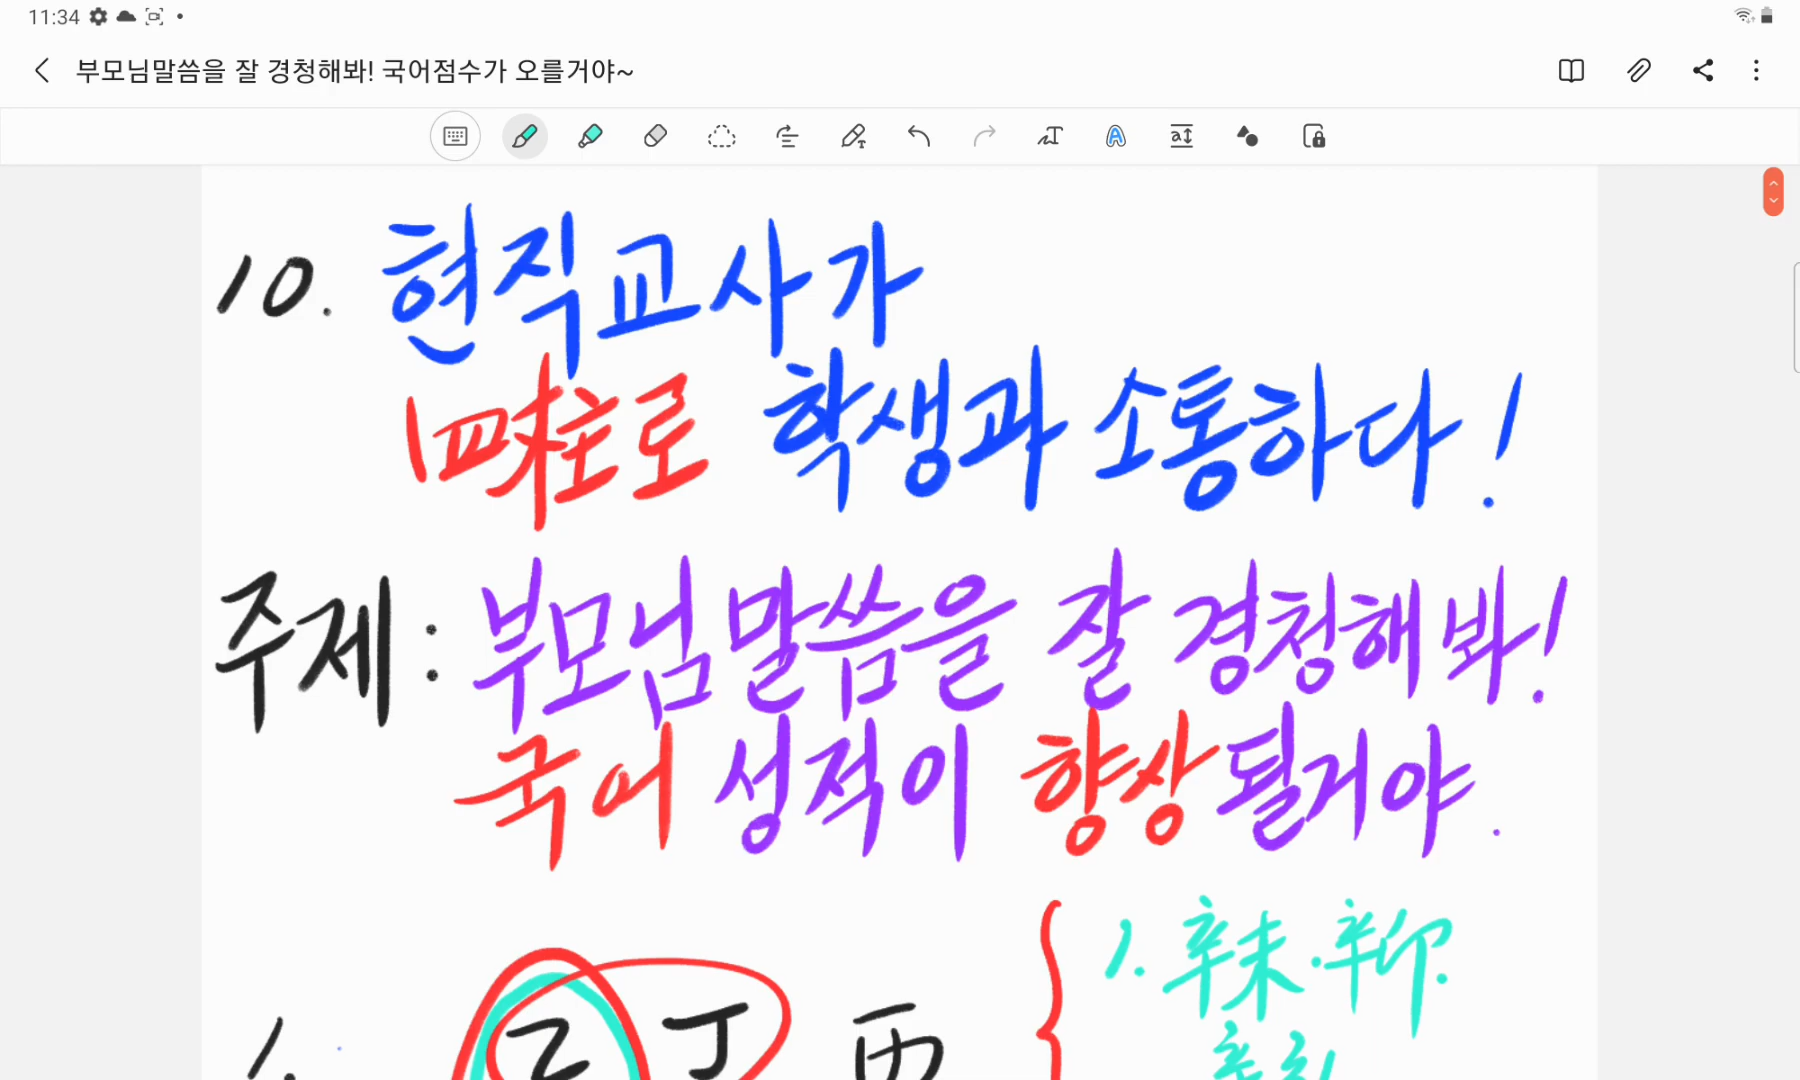 11:34
부모님말씀을 잘 경청해봐! 국어점수가 오를거야~
10. 현직교사가
四柱로 학생과 소통하다!
주제: 부모님말씀을 잘 경청해봐!
국어 성적이 향상될거야.
1. 辛未·辛卯.
1. 乙 丁